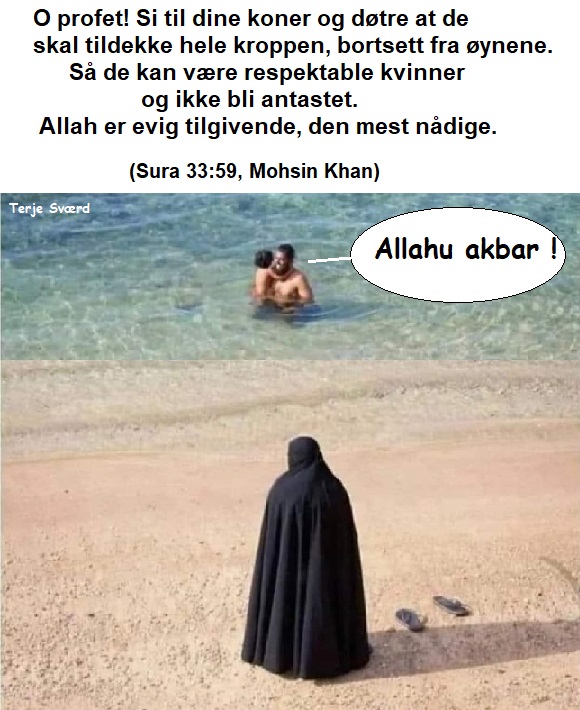 O profet! Si til dine koner og døtre at de
skal tildekke hele kroppen, bortsett fra øynene.
Så de kan være respektable kvinner
og ikke bli antastet.
Allah er evig tilgivende, den mest nådige.
(Sura 33:59, Mohsin Khan)
Terje Sværd
Allahu akbar !